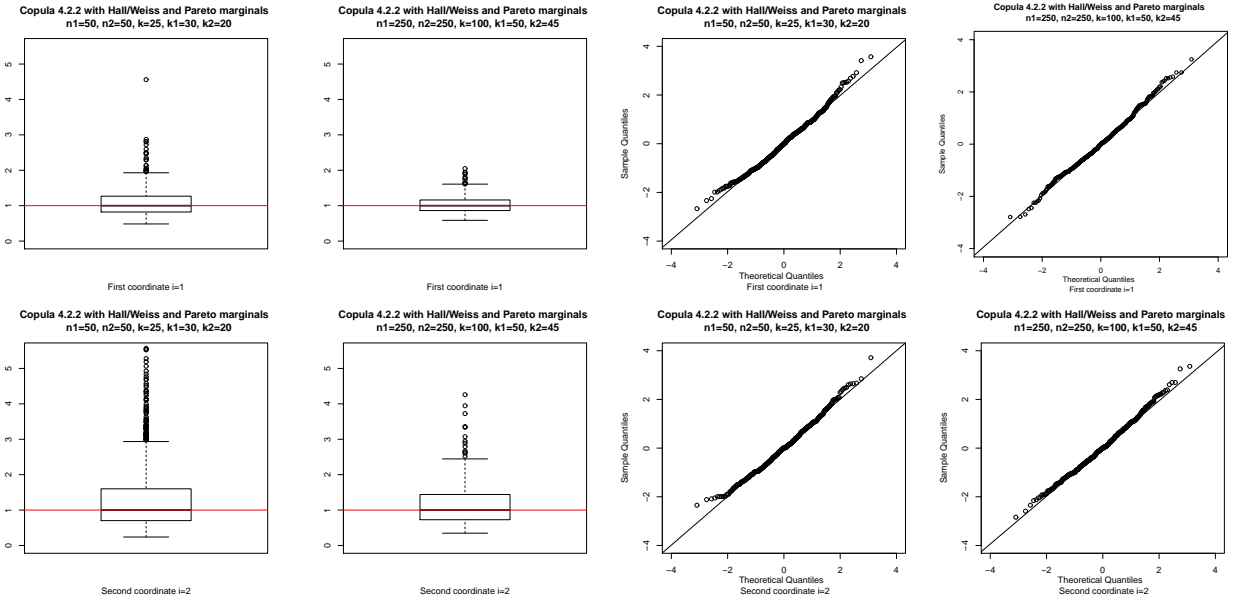 Copula 4.2.2 with Hall/Weiss and Pareto marginals
n1=50, n2=50, k=25, k1=30, k2=20
0
1
2
3
4
5
First coordinate i=1
Copula 4.2.2 with Hall/Weiss and Pareto marginals
n1=250, n2=250, k=100, k1=50, k2=45
0
1
2
3
4
5
First coordinate i=1
Copula 4.2.2 with Hall/Weiss and Pareto marginals
n1=50, n2=50, k=25, k1=30, k2=20
Sample Quantiles
−4
−2
0
2
4
−4 −2 0 2 4
Theoretical Quantiles
First coordinate i=1
Copula 4.2.2 with Hall/Weiss and Pareto marginals
n1=250, n2=250, k=100, k1=50, k2=45
Sample Quantiles
−4
−2
0
2
4
−4 −2 0 2 4
Theoretical Quantiles
First coordinate i=1
Copula 4.2.2 with Hall/Weiss and Pareto marginals
n1=50, n2=50, k=25, k1=30, k2=20
0
1
2
3
4
5
Second coordinate i=2
Copula 4.2.2 with Hall/Weiss and Pareto marginals
n1=250, n2=250, k=100, k1=50, k2=45
0
1
2
3
4
5
Second coordinate i=2
Copula 4.2.2 with Hall/Weiss and Pareto marginals
n1=50, n2=50, k=25, k1=30, k2=20
Sample Quantiles
−4
−2
0
2
4
−4 −2 0 2 4
Theoretical Quantiles
Second coordinate i=2
Copula 4.2.2 with Hall/Weiss and Pareto marginals
n1=250, n2=250, k=100, k1=50, k2=45
Sample Quantiles
−4
−2
0
2
4
−4 −2 0 2 4
Theoretical Quantiles
Second coordinate i=2